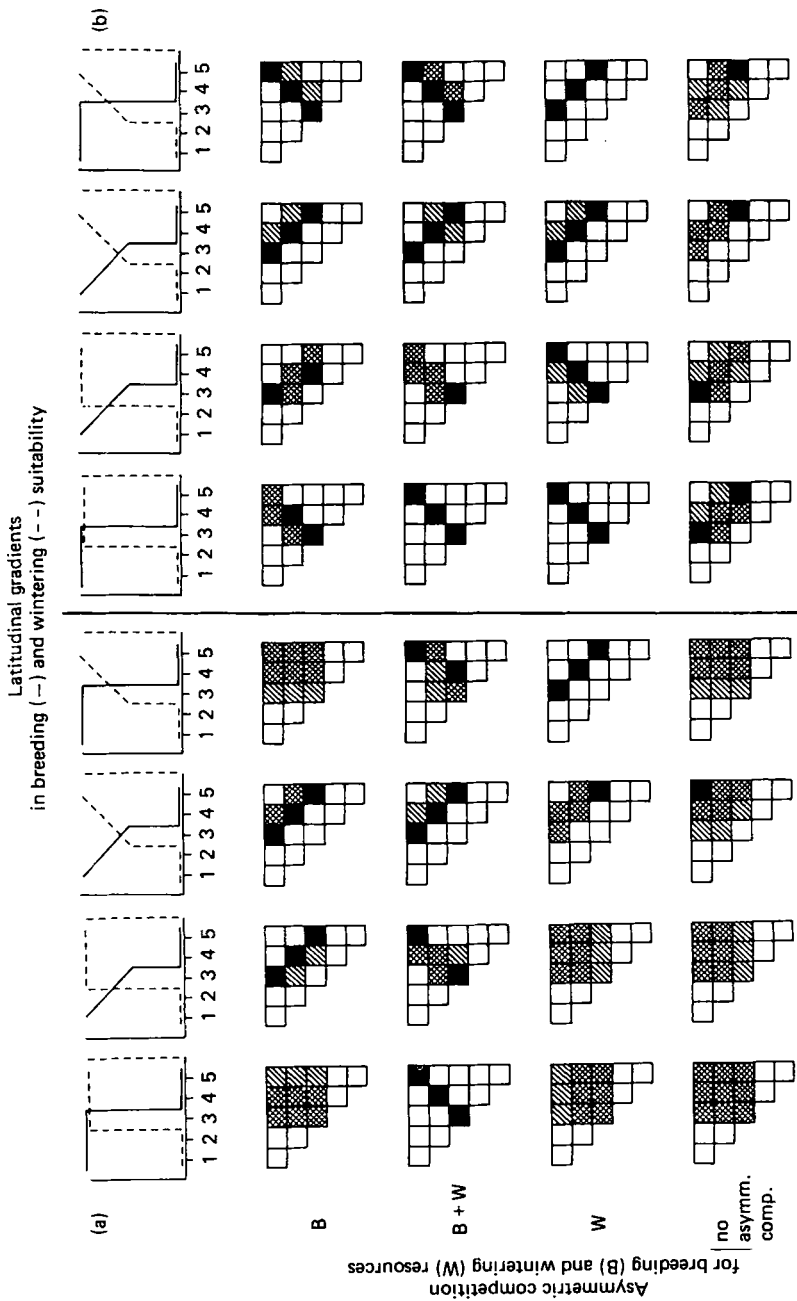 Latitudinal gradients
in breeding (–) and wintering (– –) suitability
(a)
(b)
1 2 3 4 5
1 2 3 4 5
1 2 3 4 5
1 2 3 4 5
1 2 3 4 5
1 2 3 4 5
1 2 3 4 5
1 2 3 4 5
Asymmetric competition
for breeding (B) and wintering (W) resources
B
B + W
W
no
asymm.
comp.